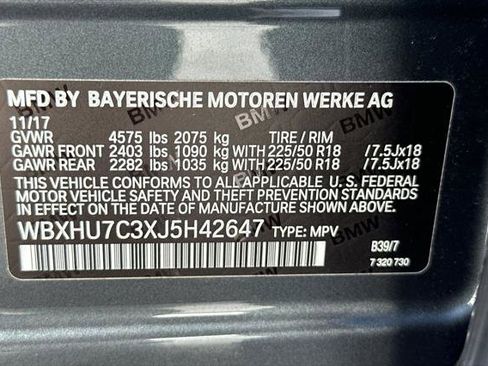 MFD BY BAYERISCHE MOTOREN WERKE AG
11/17
GVWR 4575 lbs 2075 kg TIRE / RIM
GAWR FRONT 2403 lbs 1090 kg WITH 225/50 R18 /7.5Jx18
GAWR REAR 2282 lbs 1035 kg WITH 225/50 R18 /7.5Jx18
THIS VEHICLE CONFORMS TO ALL APPLICABLE U.S. FEDERAL
MOTOR VEHICLE SAFETY AND THEFT PREVENTION STANDARDS
IN EFFECT ON THE DATE OF MANUFACTURE SHOWN ABOVE.
WBXHU7C3XJ5H42647 TYPE: MPV
B39/7
7 320 730